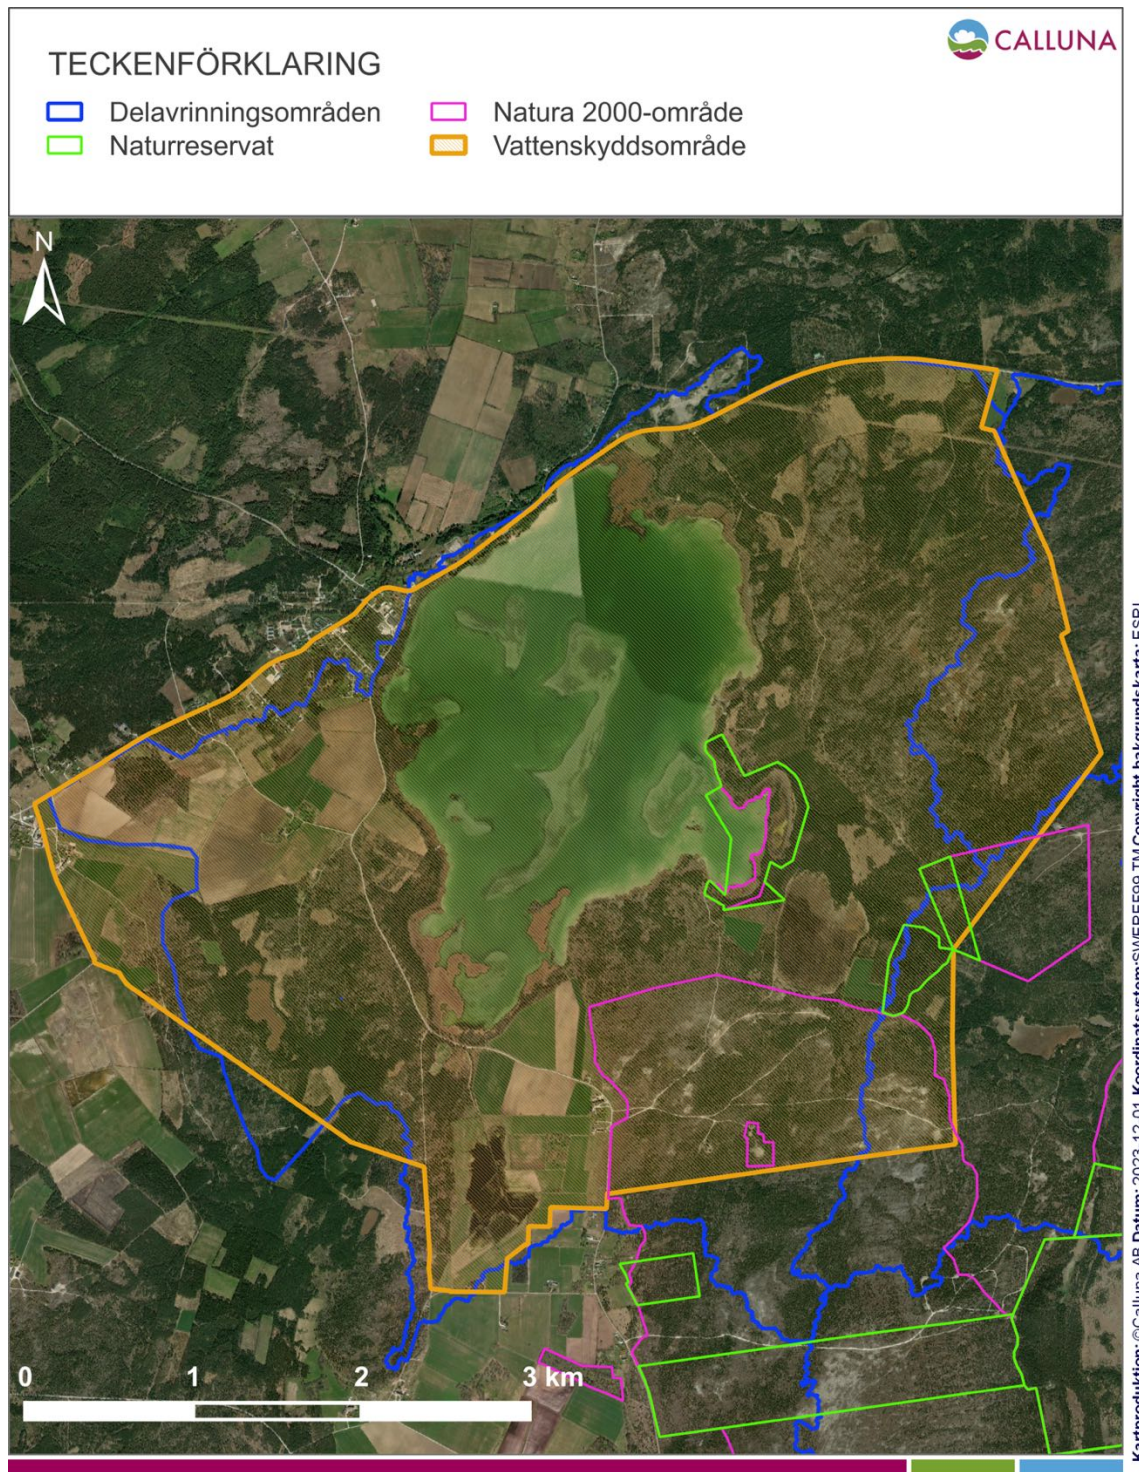 CALLUNA
TECKENFÖRKLARING
Delavrinningsområden
Naturreservat
Natura 2000-område
Vattenskyddsområde
N
0 1 2 3 km
Kartproduktion: ©Calluna AB Datum: 2023-12-01 Koordinatsystem:SWEREF99 TM Copyright bakgrundskarta: ESRI